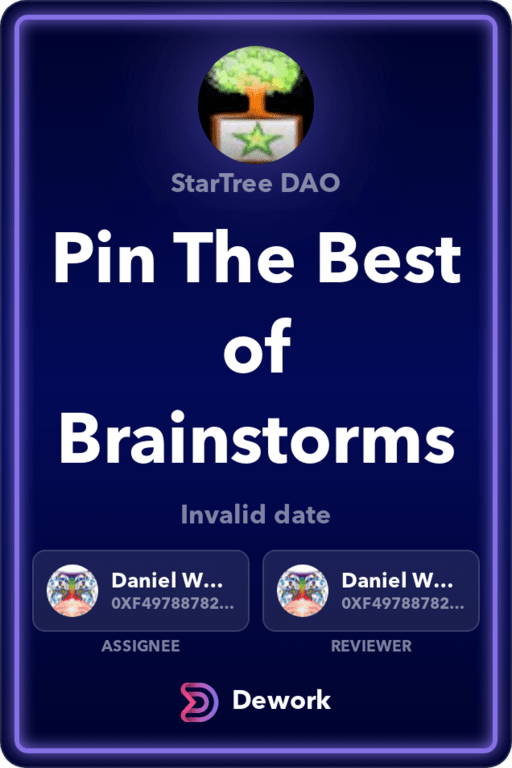 StarTree DAO
Pin The Best
of
Brainstorms
Invalid date
Daniel W...
0XF49788782...
Daniel W...
0XF49788782...
ASSIGNEE
REVIEWER
Dework